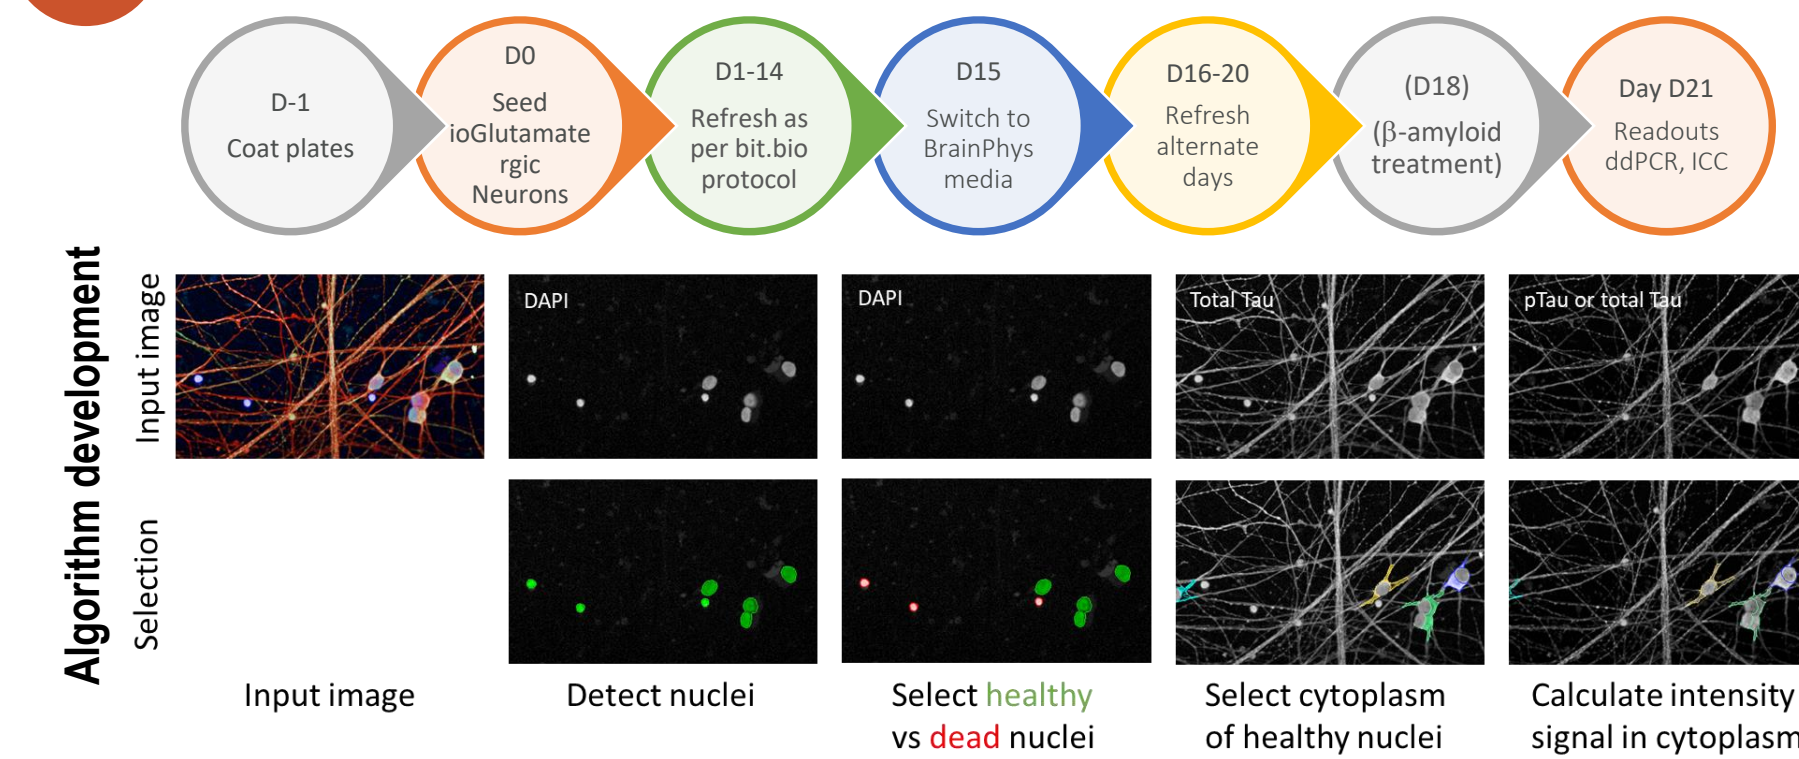 D-1
Coat plates
D0
Seed
ioGlutamate
rgic
Neurons
D1-14
Refresh as
per bit.bio
protocol
D15
Switch to
BrainPhys
media
D16-20
Refresh
alternate
days
(D18)
(β-amyloid
treatment)
Day D21
Readouts
ddPCR, ICC
Algorithm development
Input image
DAPI
DAPI
Total Tau
pTau or total Tau
Selection
Input image
Detect nuclei
Select healthy
vs dead nuclei
Select cytoplasm
of healthy nuclei
Calculate intensity
signal in cytoplasm